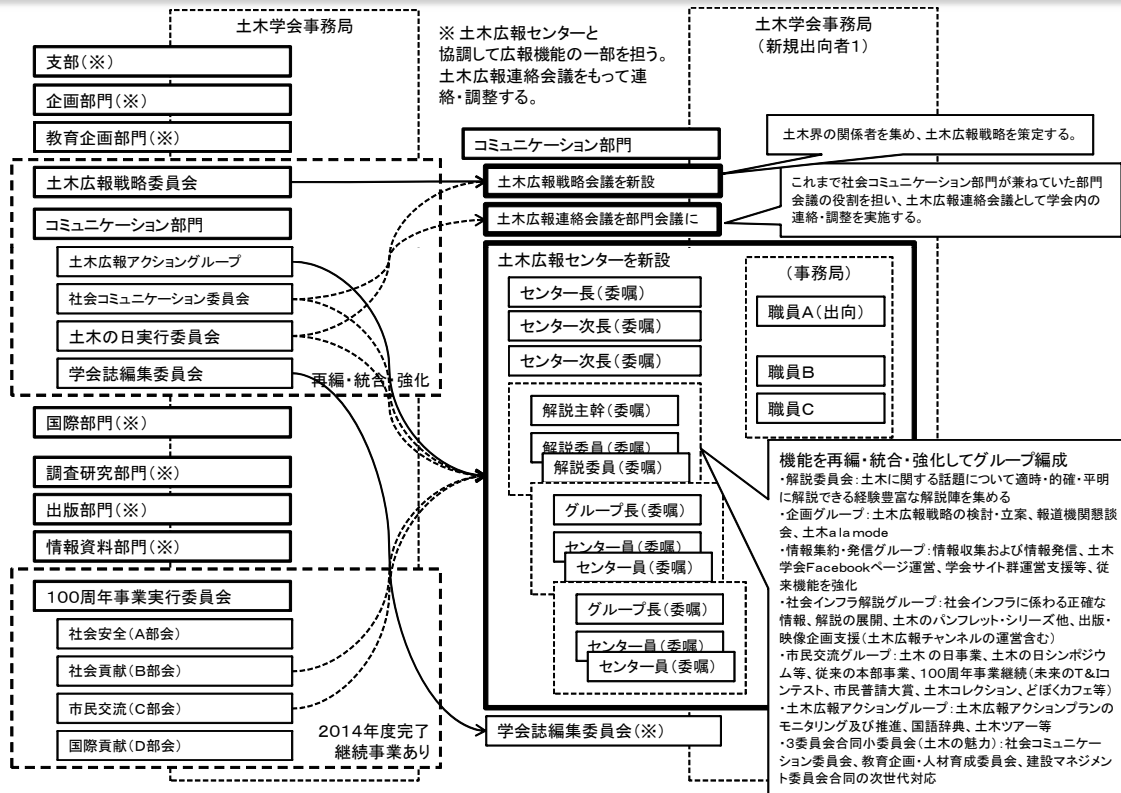 土木学会事務局
支部(※)
企画部門(※)
教育企画部門(※)
土木広報戦略委員会
コミュニケーション部門
土木広報アクショングループ
社会コミュニケーション委員会
土木の日実行委員会
学会誌編集委員会
再編・統合・強化
国際部門(※)
調査研究部門(※)
出版部門(※)
情報資料部門(※)
100周年事業実行委員会
社会安全(A部会)
社会貢献(B部会)
市民交流(C部会)
国際貢献(D部会)
2014年度完了
継続事業あり
※ 土木広報センターと
協調して広報機能の一部を担う。
土木広報連絡会議をもって連
絡・調整する。
土木学会事務局
(新規出向者1)
コミュニケーション部門
土木広報戦略会議を新設
土木広報連絡会議を部門会議に
土木界の関係者を集め、土木広報戦略を策定する。
これまで社会コミュニケーション部門が兼ねていた部門
会議の役割を担い、土木広報連絡会議として学会内の
連絡・調整を実施する。
土木広報センターを新設
センター長(委嘱)
センター次長(委嘱)
センター次長(委嘱)
解説主幹(委嘱)
解説委員(委嘱)
解説委員(委嘱)
グループ長(委嘱)
センター員(委嘱)
センター員(委嘱)
グループ長(委嘱)
センター員(委嘱)
センター員(委嘱)
(事務局)
職員A(出向)
職員B
職員C
学会誌編集委員会(※)
機能を再編・統合・強化してグループ編成
・解説委員会:土木に関する話題について適時・的確・平明
に解説できる経験豊富な解説陣を集める
・企画グループ:土木広報戦略の検討・立案、報道機関懇談
会、土木a la mode
・情報集約・発信グループ:情報収集および情報発信、土木
学会Facebookページ運営、学会サイト群運営支援等、従
来機能を強化
・社会インフラ解説グループ:社会インフラに係わる正確な
情報、解説の展開、土木のパンフレット・シリーズ他、出版・
映像企画支援(土木広報チャンネルの運営含む)
・市民交流グループ:土木の日事業、土木の日シンポジウ
ム等、従来の本部事業、100周年事業継続(未来のT&Iコ
ンテスト、市民普請大賞、土木コレクション、どぼくカフェ等)
・土木広報アクショングループ:土木広報アクションプランの
モニタリング及び推進、国語辞典、土木ツアー等
・3委員会合同小委員会(土木の魅力):社会コミュニケー
ション委員会、教育企画・人材育成委員会、建設マネジメン
ト委員会合同の次世代対応